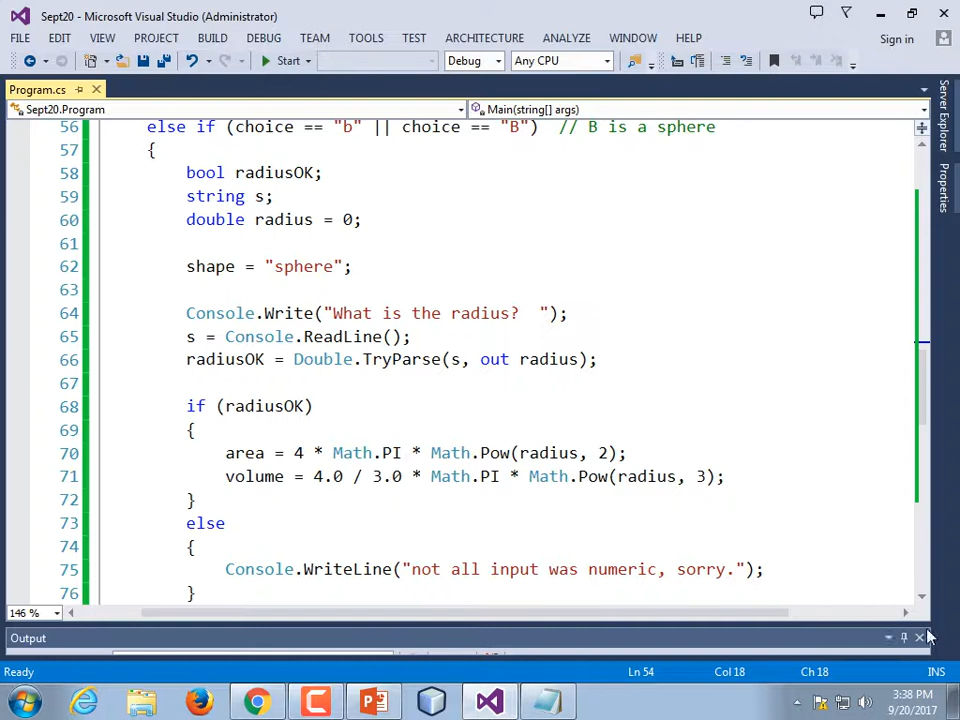 Sept20 - Microsoft Visual Studio (Administrator)
FILE EDIT VIEW PROJECT BUILD DEBUG TEAM TOOLS TEST ARCHITECTURE ANALYZE WINDOW HELP Sign in
Start Debug Any CPU
Program.cs
Sept20.Program Main(string[] args)
Server Explorer
Properties
56 else if (choice == "b" || choice == "B")  // B is a sphere
57 {
58 bool radiusOK;
59 string s;
60 double radius = 0;
61
62 shape = "sphere";
63
64 Console.Write("What is the radius?  ");
65 s = Console.ReadLine();
66 radiusOK = Double.TryParse(s, out radius);
67
68 if (radiusOK)
69 {
70 area = 4 * Math.PI * Math.Pow(radius, 2);
71 volume = 4.0 / 3.0 * Math.PI * Math.Pow(radius, 3);
72 }
73 else
74 {
75 Console.WriteLine("not all input was numeric, sorry.");
76 }
146 %
Output
Ready Ln 54 Col 18 Ch 18 INS
3:38 PM
9/20/2017